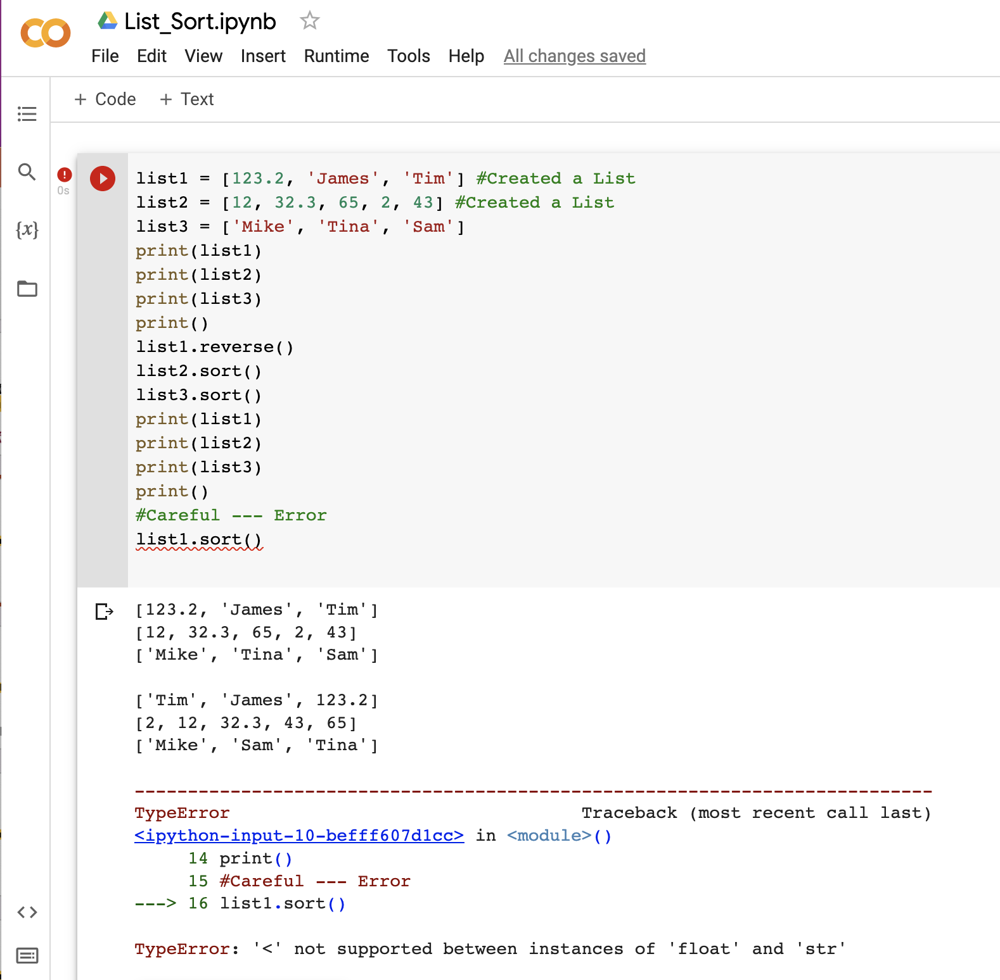 List_Sort.ipynb
File Edit View Insert Runtime Tools Help All changes saved
+ Code + Text
{x}
0s
list1 = [123.2, 'James', 'Tim'] #Created a List
list2 = [12, 32.3, 65, 2, 43] #Created a List
list3 = ['Mike', 'Tina', 'Sam']
print(list1)
print(list2)
print(list3)
print()
list1.reverse()
list2.sort()
list3.sort()
print(list1)
print(list2)
print(list3)
print()
#Careful --- Error
list1.sort()
[123.2, 'James', 'Tim']
[12, 32.3, 65, 2, 43]
['Mike', 'Tina', 'Sam']
['Tim', 'James', 123.2]
[2, 12, 32.3, 43, 65]
['Mike', 'Sam', 'Tina']
---------------------------------------------------------------------------
TypeError Traceback (most recent call last)
<ipython-input-10-befff607d1cc> in <module>()
14 print()
15 #Careful --- Error
---> 16 list1.sort()
TypeError: '<' not supported between instances of 'float' and 'str'